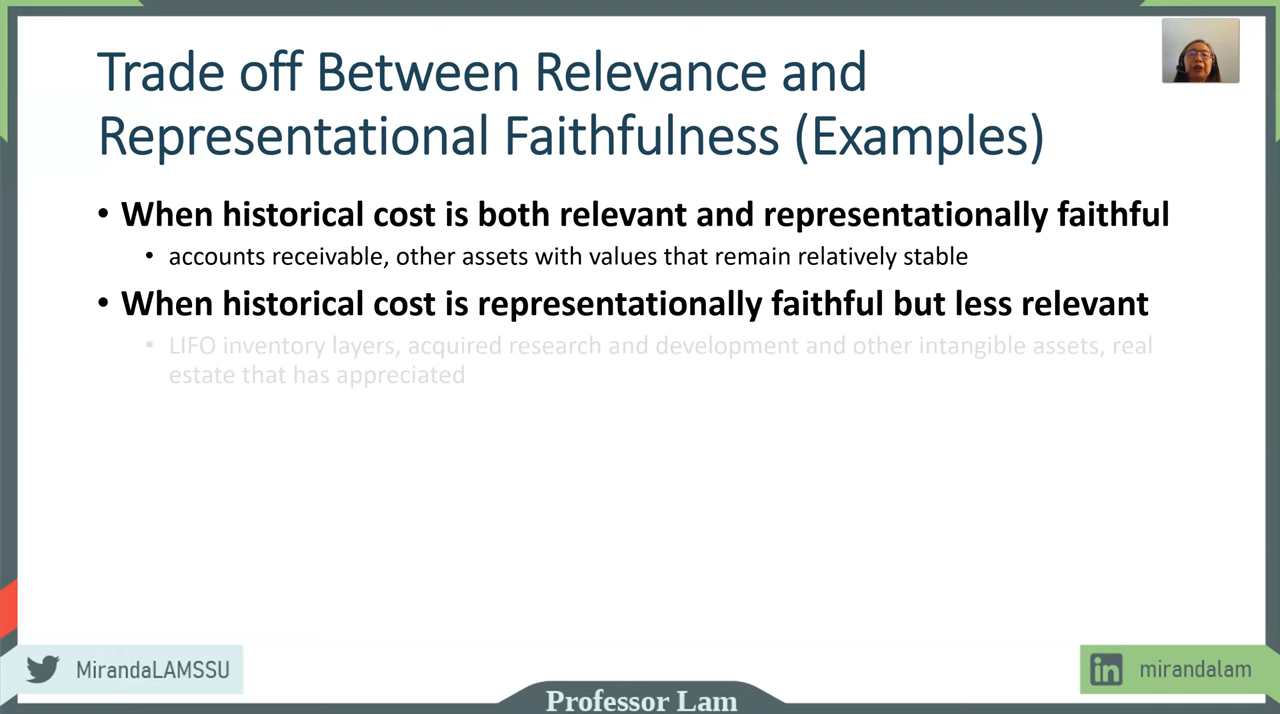 Trade off Between Relevance and
Representational Faithfulness (Examples)
• When historical cost is both relevant and representationally faithful
• accounts receivable, other assets with values that remain relatively stable
• When historical cost is representationally faithful but less relevant
• LIFO inventory layers, acquired research and development and other intangible assets, real
estate that has appreciated
MirandaLAMSSU
in mirandalam
Professor Lam